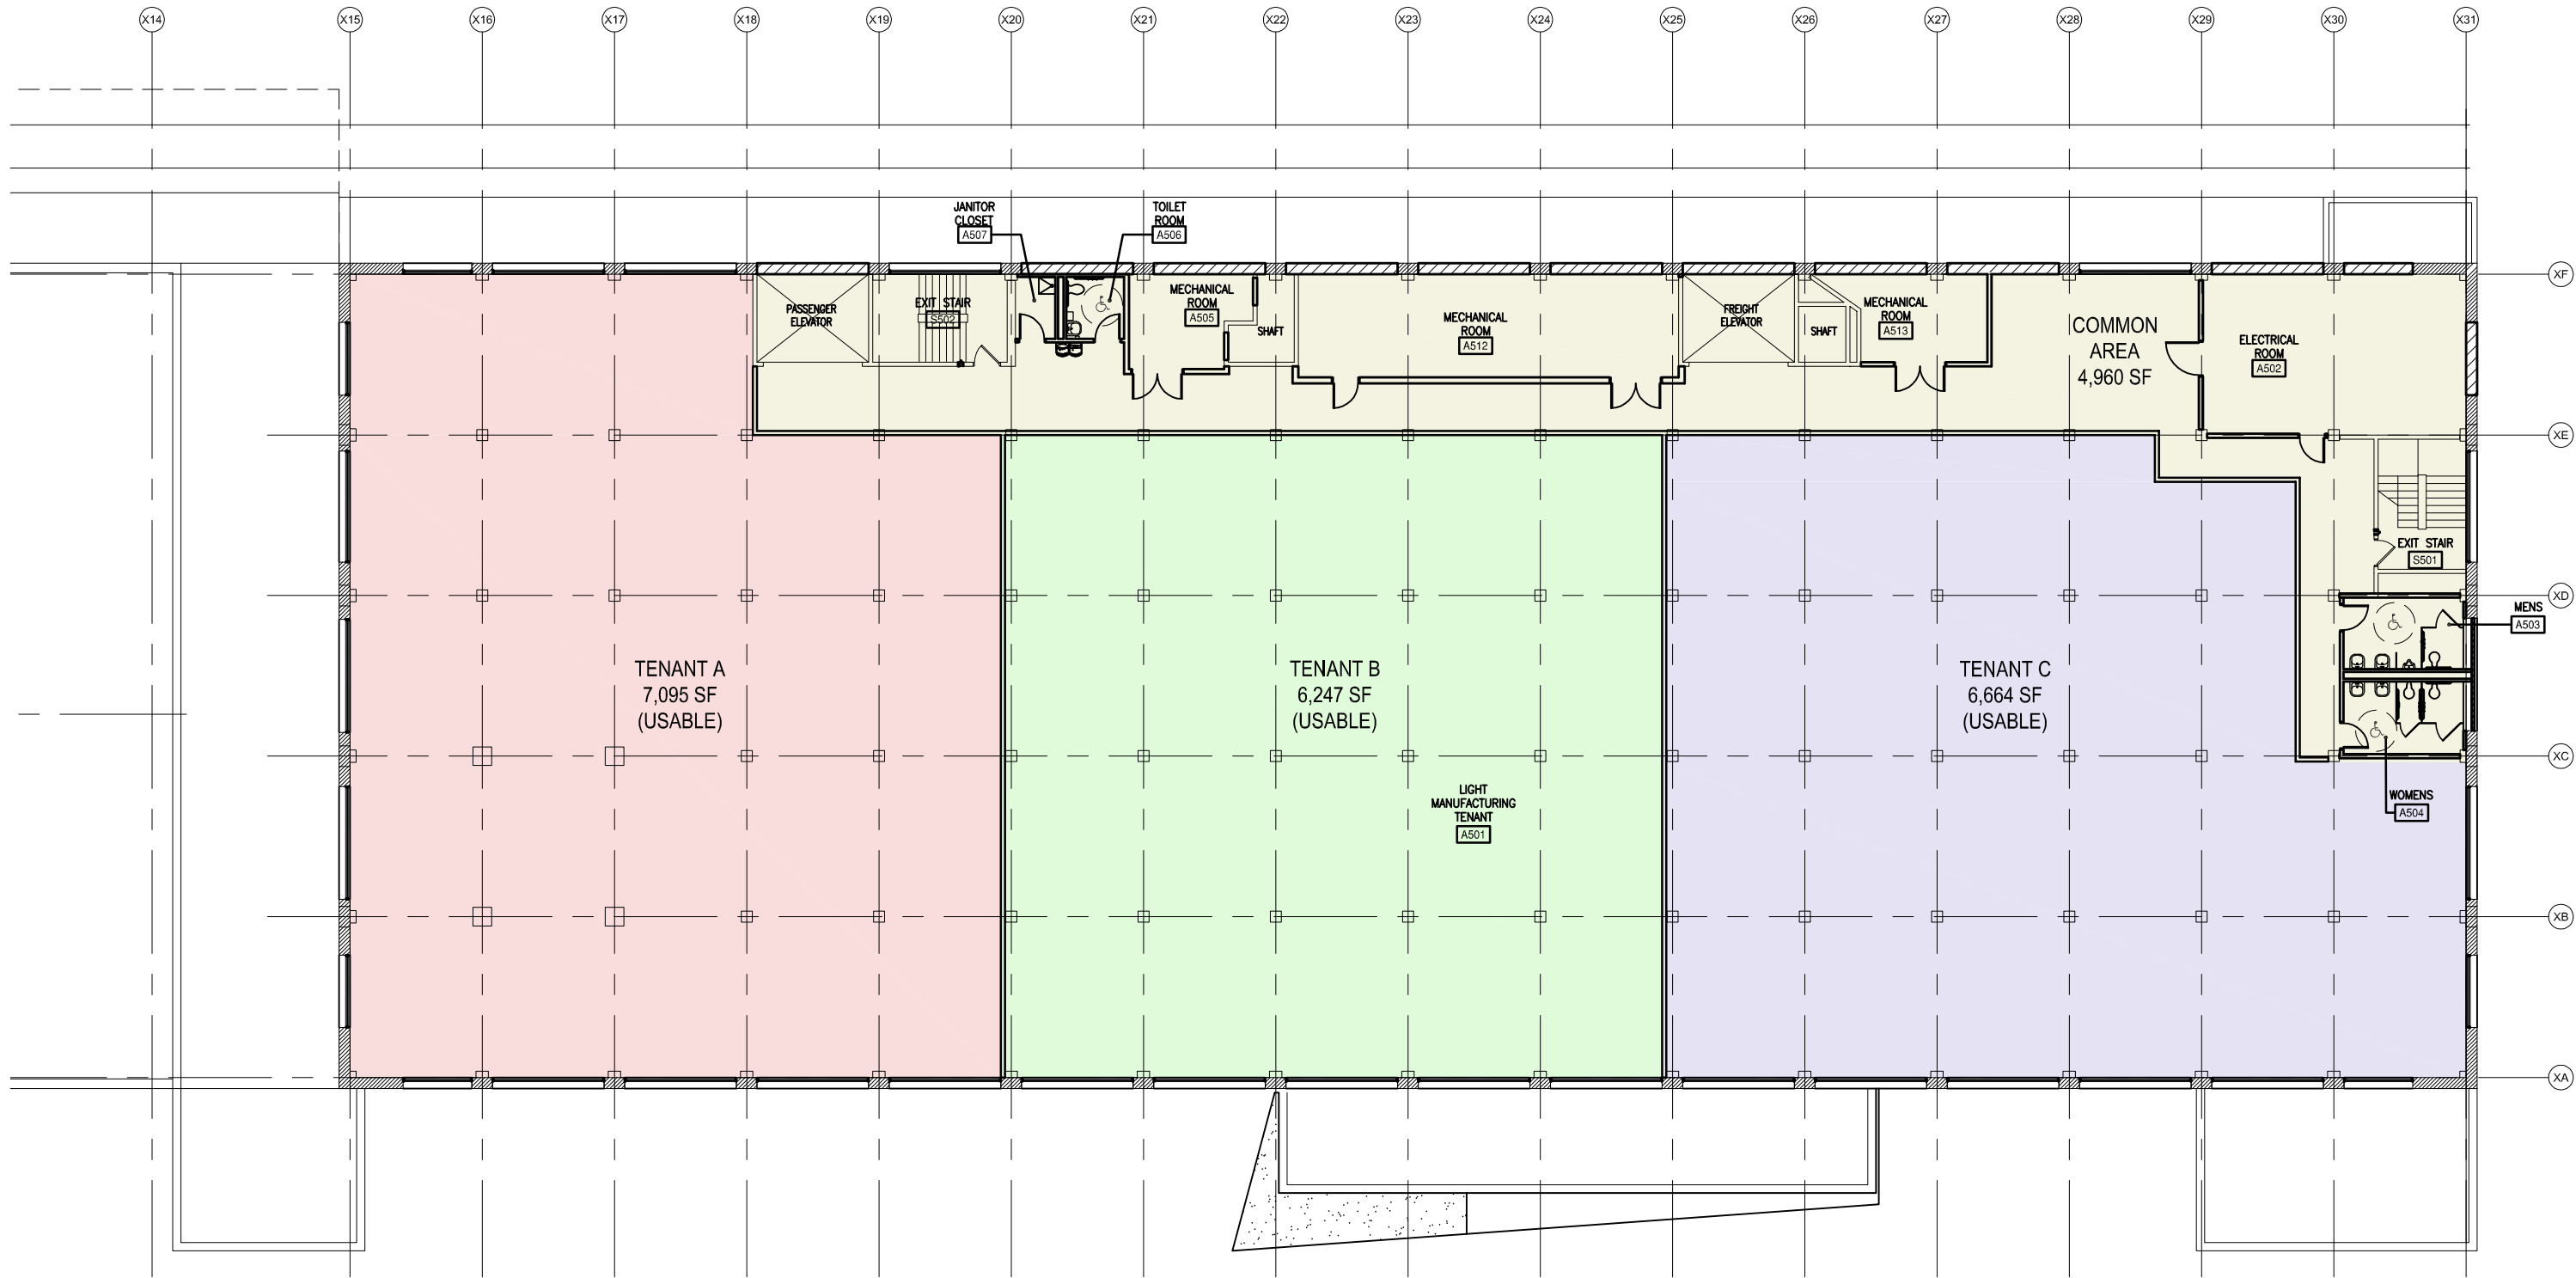 X14
X15
X16
X17
X18
X19
X20
X21
X22
X23
X24
X25
X26
X27
X28
X29
X30
X31
JANITOR
CLOSET
A507
TOILET
ROOM
A506
XF
PASSENGER
ELEVATOR
EXIT STAIR
S502
MECHANICAL
ROOM
A505
SHAFT
MECHANICAL
ROOM
A512
FREIGHT
ELEVATOR
SHAFT
MECHANICAL
ROOM
A513
COMMON
AREA
4,960 SF
ELECTRICAL
ROOM
A502
XE
EXIT STAIR
S501
XD
MENS
A503
TENANT A
7,095 SF
(USABLE)
TENANT B
6,247 SF
(USABLE)
TENANT C
6,664 SF
(USABLE)
XC
LIGHT
MANUFACTURING
TENANT
A501
WOMENS
A504
XB
XA